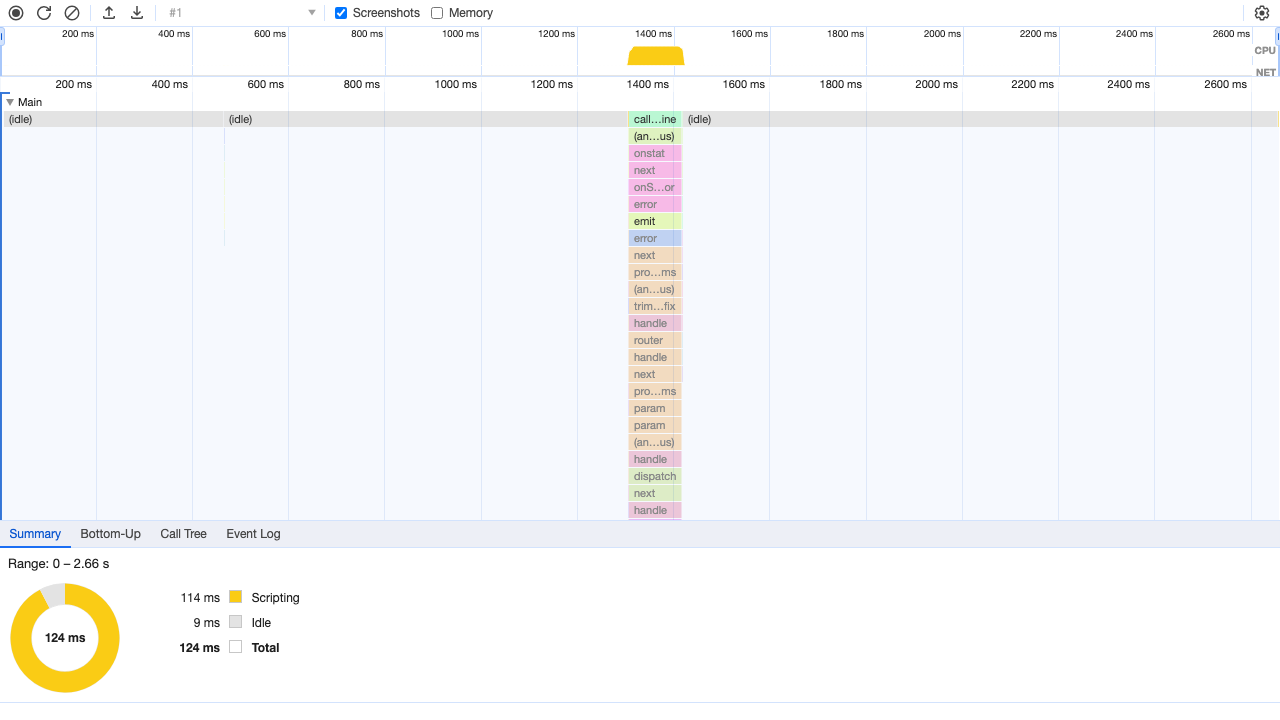 #1 Screenshots Memory
200 ms 400 ms 600 ms 800 ms 1000 ms 1200 ms 1400 ms 1600 ms 1800 ms 2000 ms 2200 ms 2400 ms 2600 ms
CPU
NET
200 ms 400 ms 600 ms 800 ms 1000 ms 1200 ms 1400 ms 1600 ms 1800 ms 2000 ms 2200 ms 2400 ms 2600 ms
Main
(idle) (idle) call…ine (idle)
(an…us)
onstat
next
onS…or
error
emit
error
next
pro…ms
(an…us)
trim…fix
handle
router
handle
next
pro…ms
param
param
(an…us)
handle
dispatch
next
handle
Summary Bottom-Up Call Tree Event Log
Range: 0 – 2.66 s
114 ms Scripting
9 ms Idle
124 ms
124 ms Total